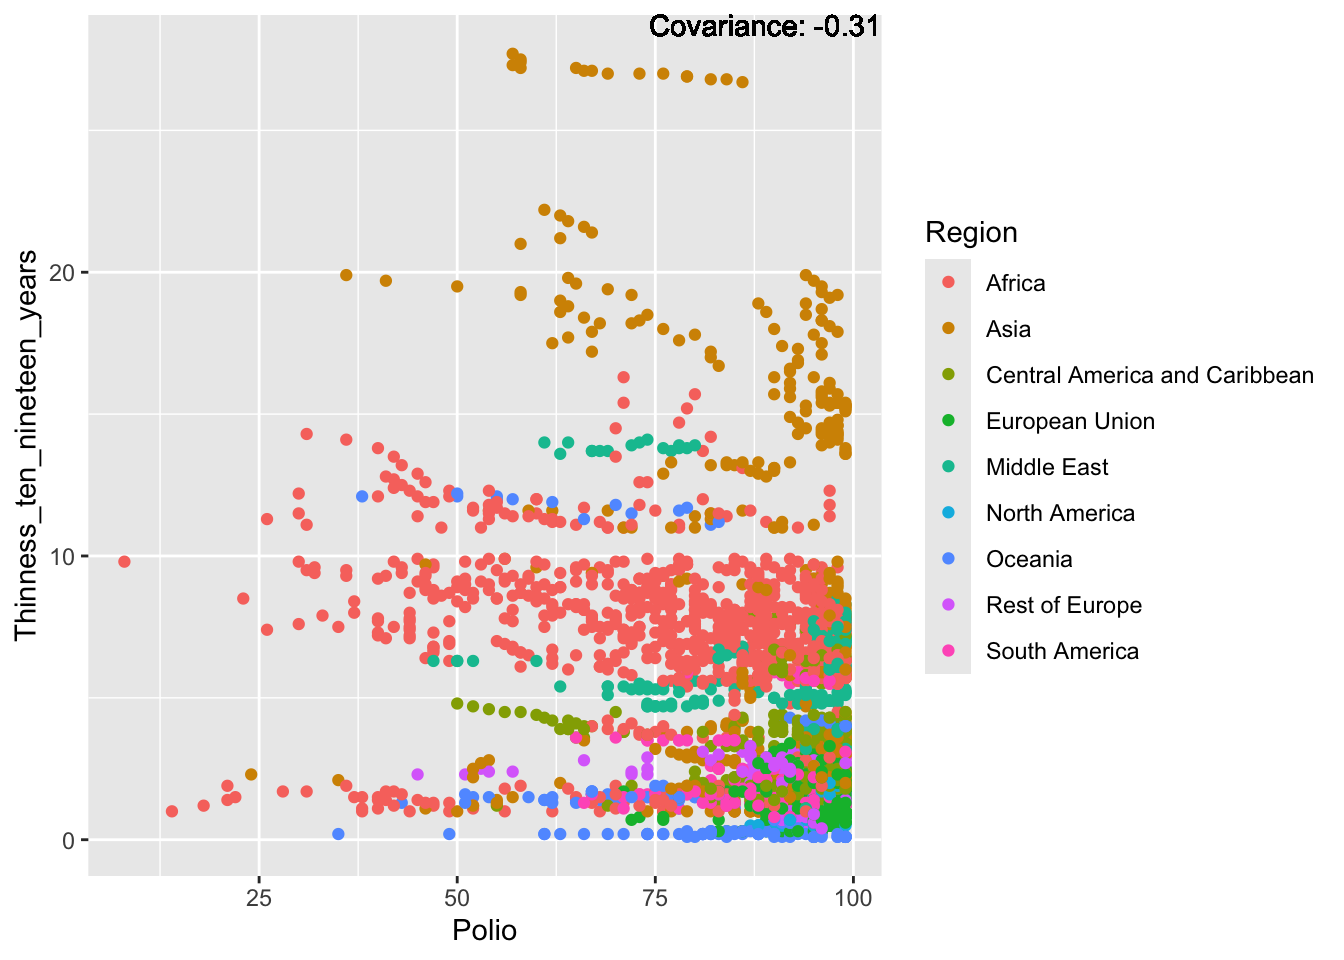 Covariance: -0.31
Thinness_ten_nineteen_years
20
10
0
25
50
75
100
Polio
Region
Africa
Asia
Central America and Caribbean
European Union
Middle East
North America
Oceania
Rest of Europe
South America